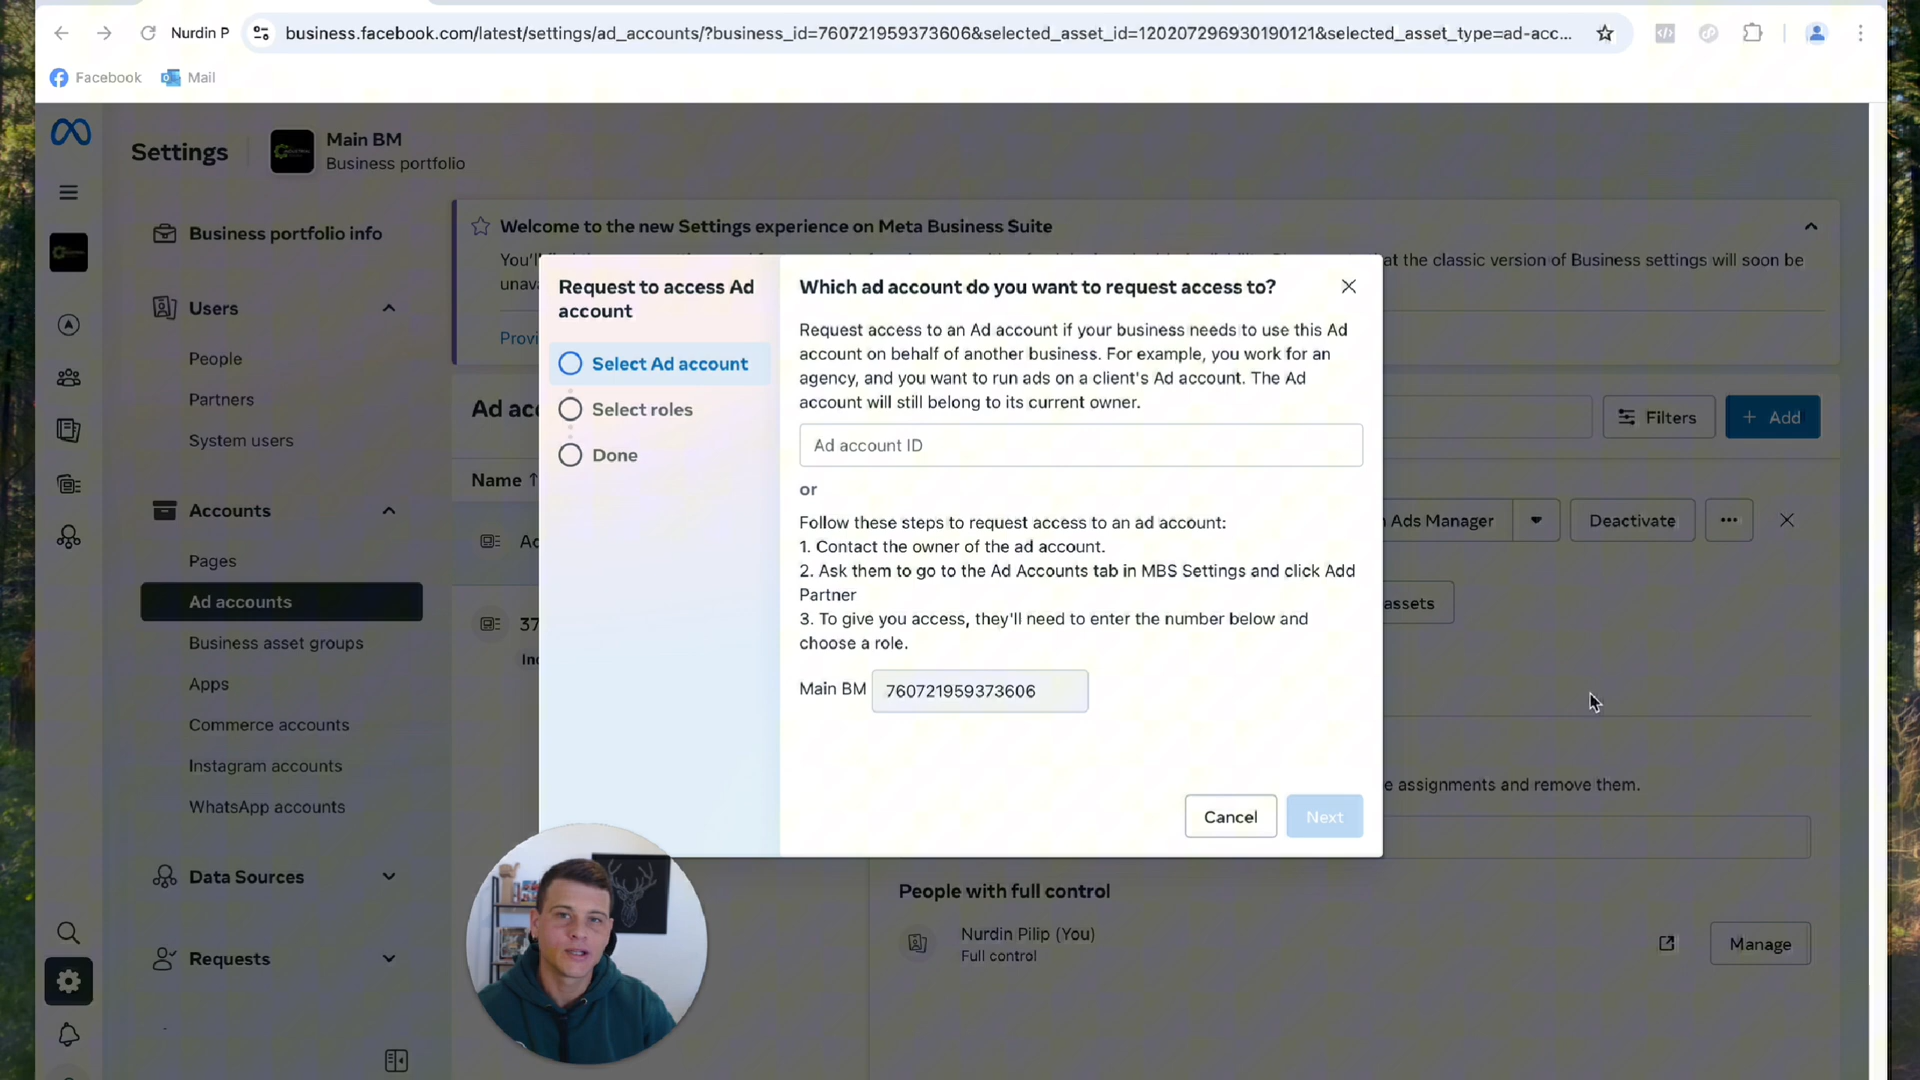 Nurdin P
business.facebook.com/latest/settings/ad_accounts/?business_id=760721959373606&selected_asset_id=120207296930190121&selected_asset_type=ad-acc...
Facebook
Mail
Settings
Main BM
Business portfolio
Business portfolio info
Users
People
Partners
System users
Accounts
Pages
Ad accounts
Business asset groups
Apps
Commerce accounts
Instagram accounts
WhatsApp accounts
Data Sources
Requests
Welcome to the new Settings experience on Meta Business Suite
You'll
at the classic version of Business settings will soon be
unav
Provi
Ad acc
Filters
+ Add
Name ↑
Ac
37
Inc
Ads Manager
Deactivate
assets
e assignments and remove them.
People with full control
Nurdin Pilip (You)
Full control
Manage
Request to access Ad
account
Select Ad account
Select roles
Done
Which ad account do you want to request access to?
Request access to an Ad account if your business needs to use this Ad
account on behalf of another business. For example, you work for an
agency, and you want to run ads on a client's Ad account. The Ad
account will still belong to its current owner.
Ad account ID
or
Follow these steps to request access to an ad account:
1. Contact the owner of the ad account.
2. Ask them to go to the Ad Accounts tab in MBS Settings and click Add
Partner
3. To give you access, they'll need to enter the number below and
choose a role.
Main BM
760721959373606
Cancel
Next